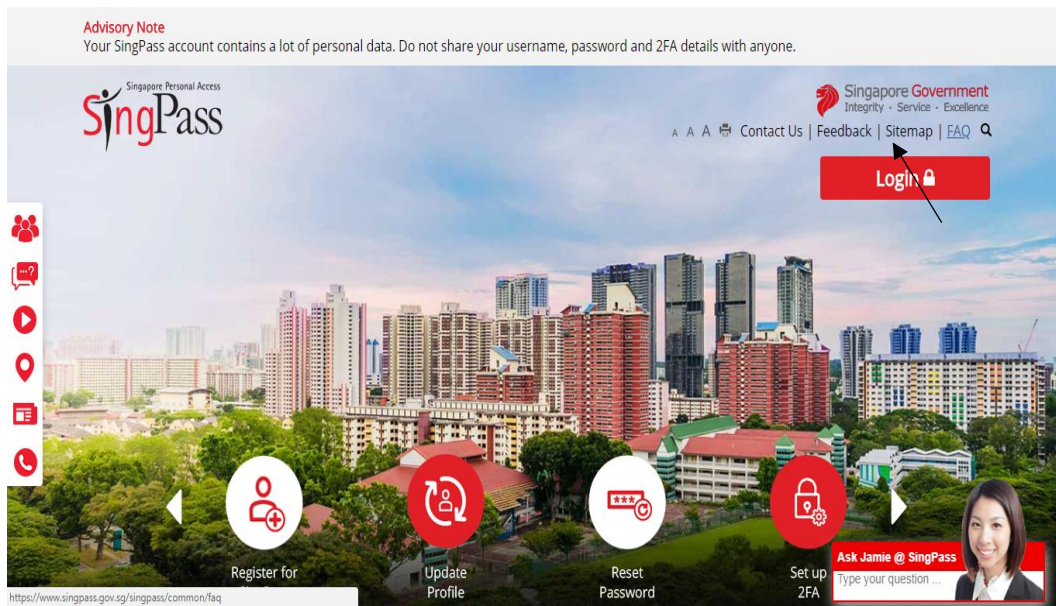 Advisory Note
Your SingPass account contains a lot of personal data. Do not share your username, password and 2FA details with anyone.
Singapore Personal Access
SingPass
Singapore Government
Integrity · Service · Excellence
A A A Contact Us | Feedback | Sitemap | FAQ
Login
...?
***
Register for
Update
Profile
Reset
Password
Set up
2FA
Ask Jamie @ SingPass
Type your question ...
https://www.singpass.gov.sg/singpass/common/faq